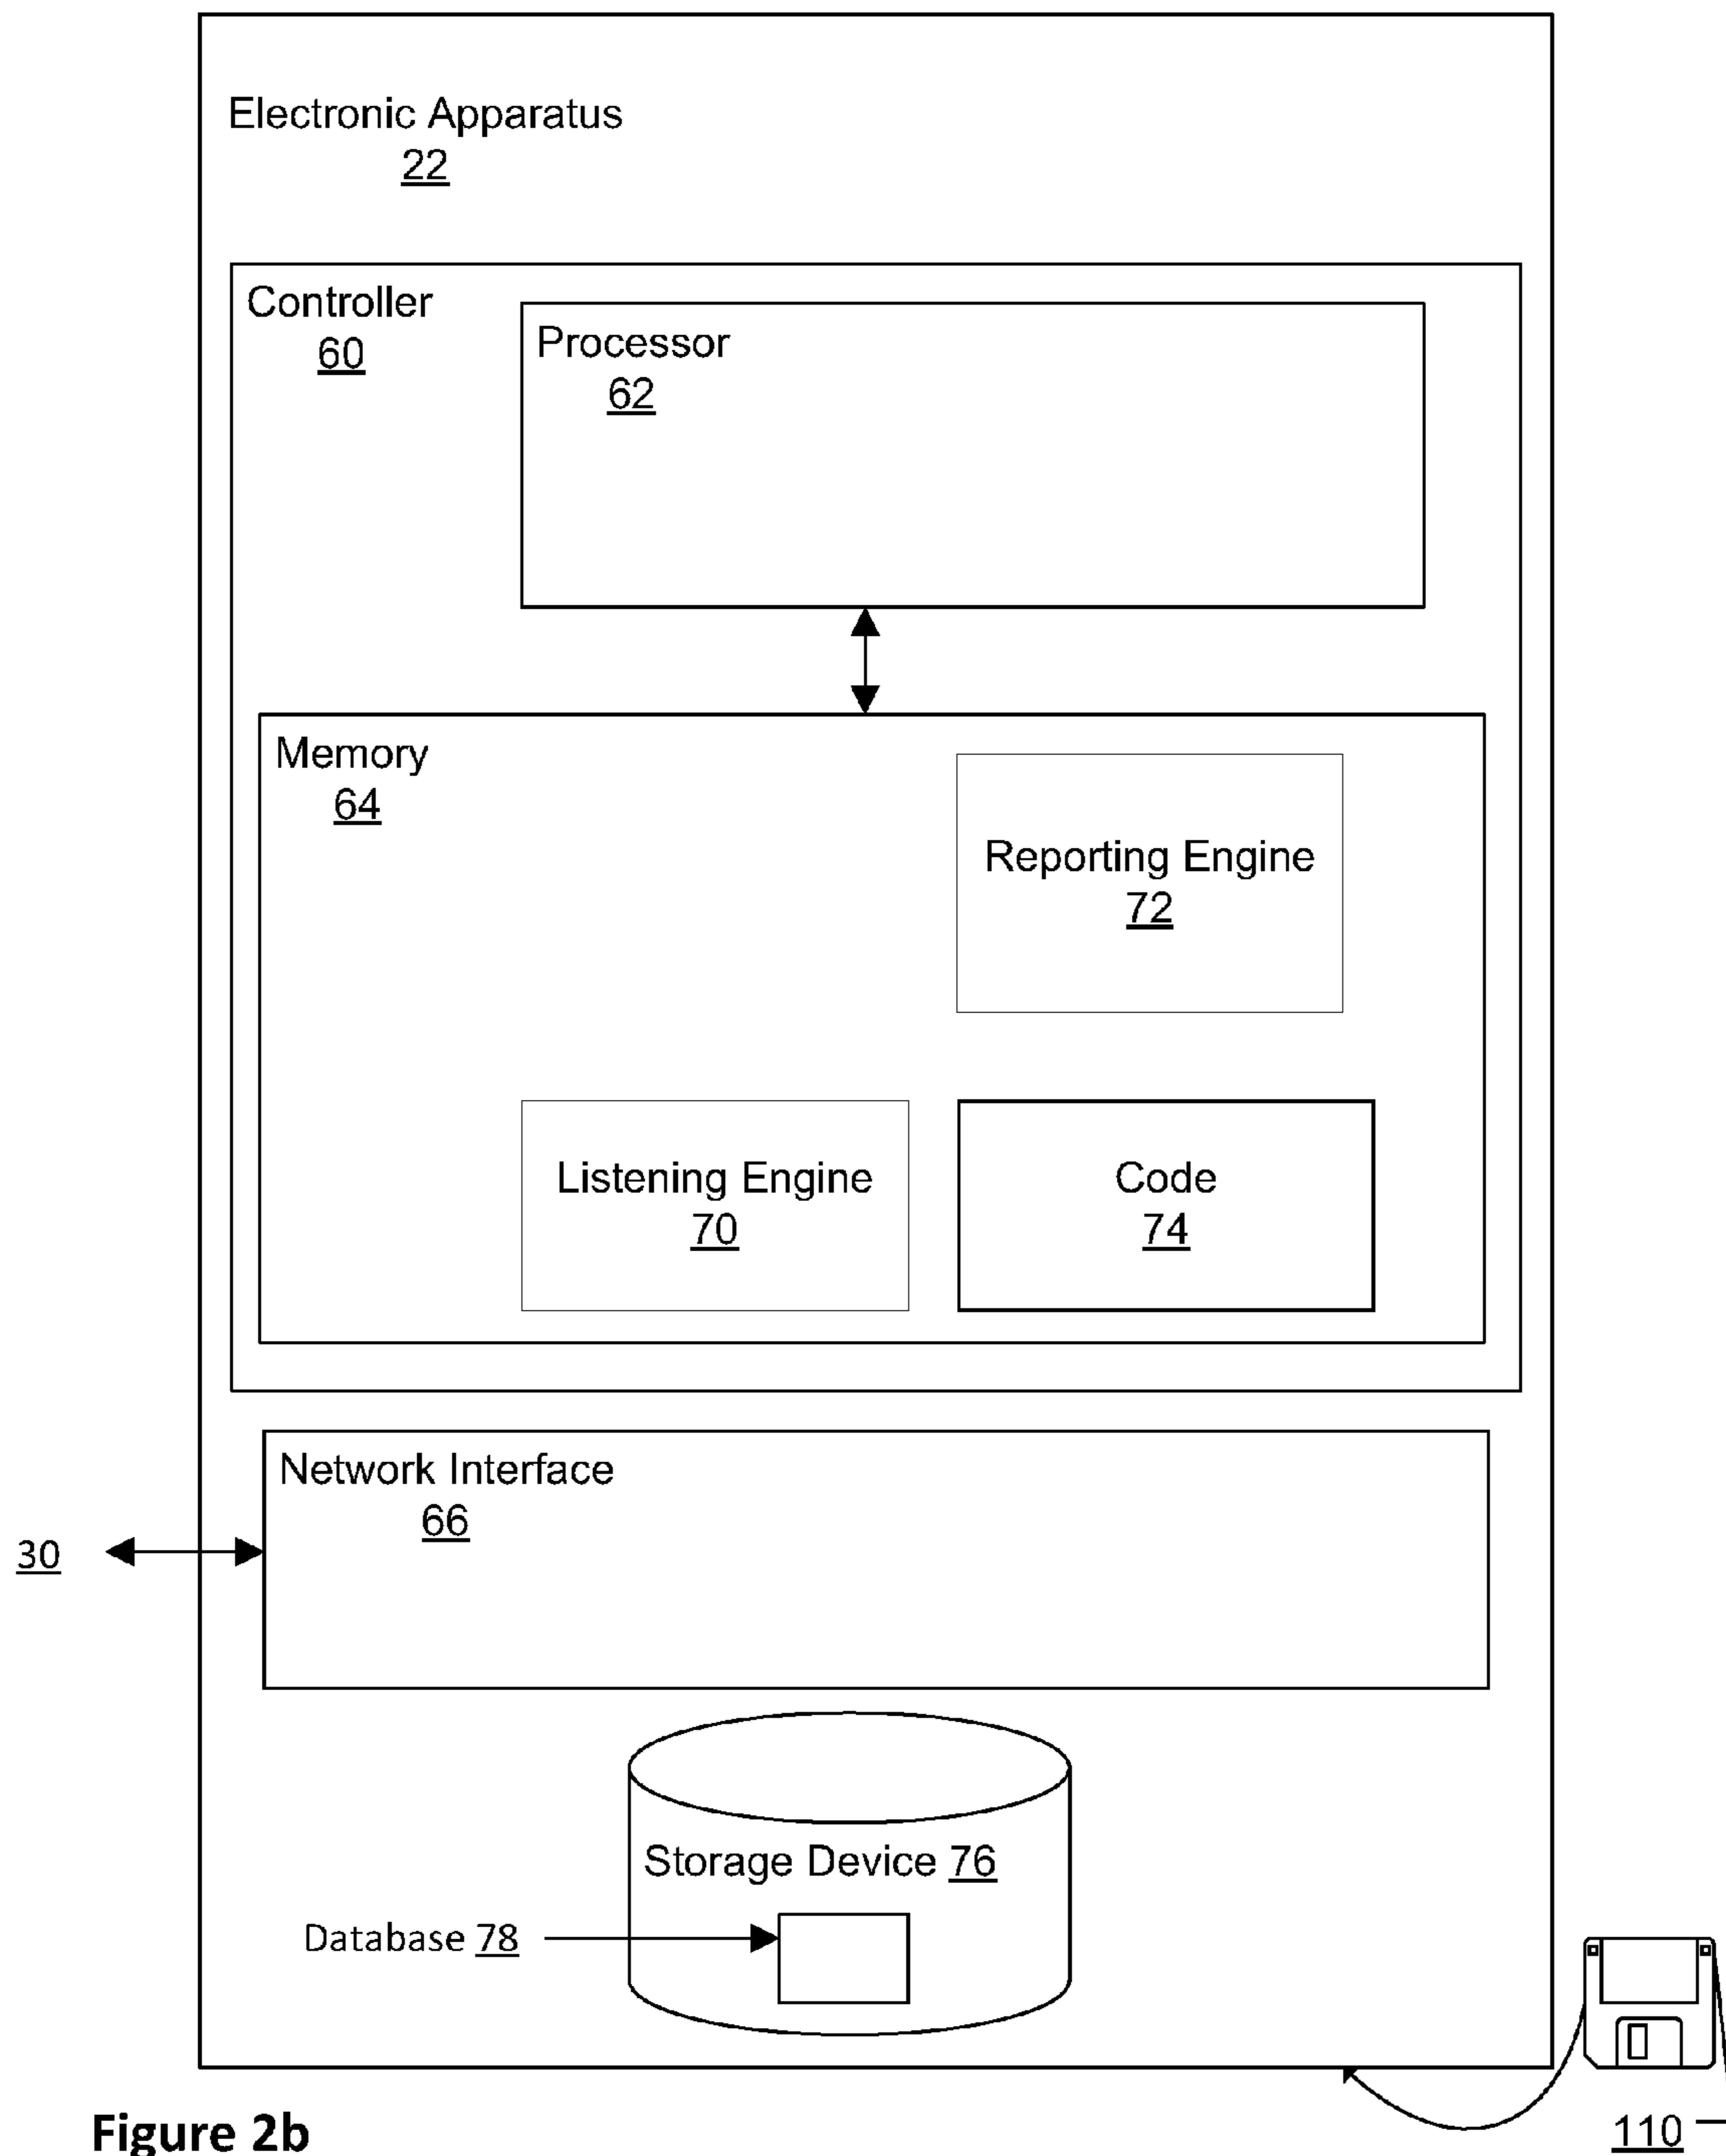 Electronic Apparatus
22
Controller
60
Processor
62
Memory
64
Reporting Engine
72
Listening Engine
70
Code
74
Network Interface
66
30
Storage Device 76
Database 78
110
Figure 2b